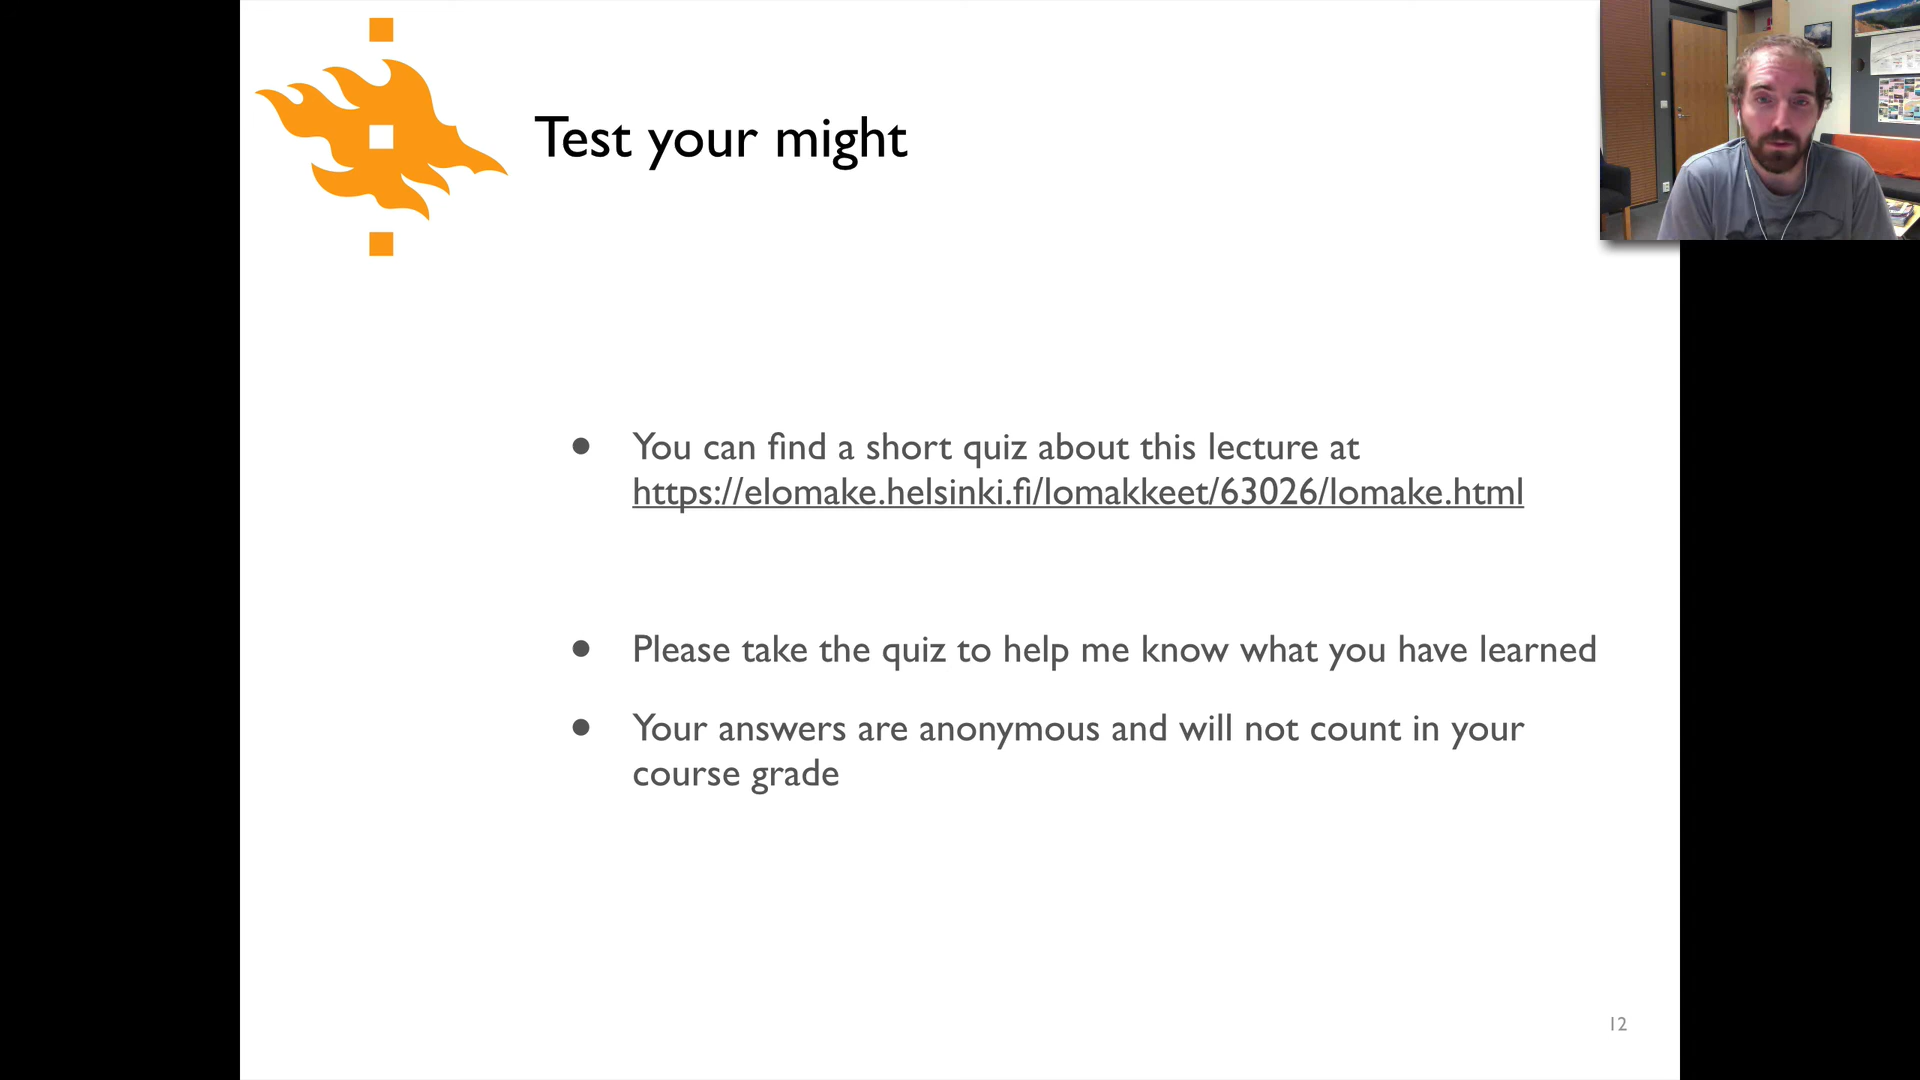 Test your might
• You can find a short quiz about this lecture at
https://elomake.helsinki.fi/lomakkeet/63026/lomake.html
• Please take the quiz to help me know what you have learned
• Your answers are anonymous and will not count in your
course grade
12